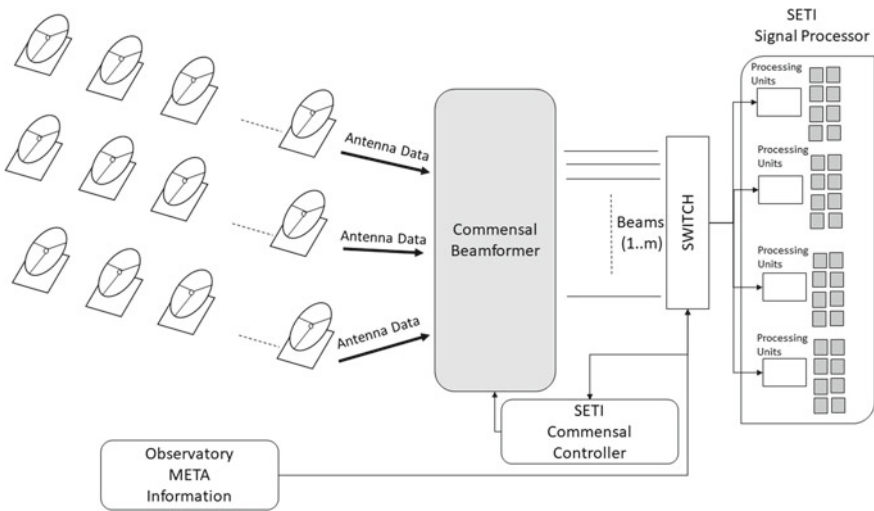 SETI
Signal Processor
Processing
Units
Antenna Data
Processing
Units
Antenna Data
Commensal
Beamformer
Beams
(1..m)
SWITCH
Processing
Units
Antenna Data
Processing
Units
SETI
Commensal
Controller
Observatory
META
Information